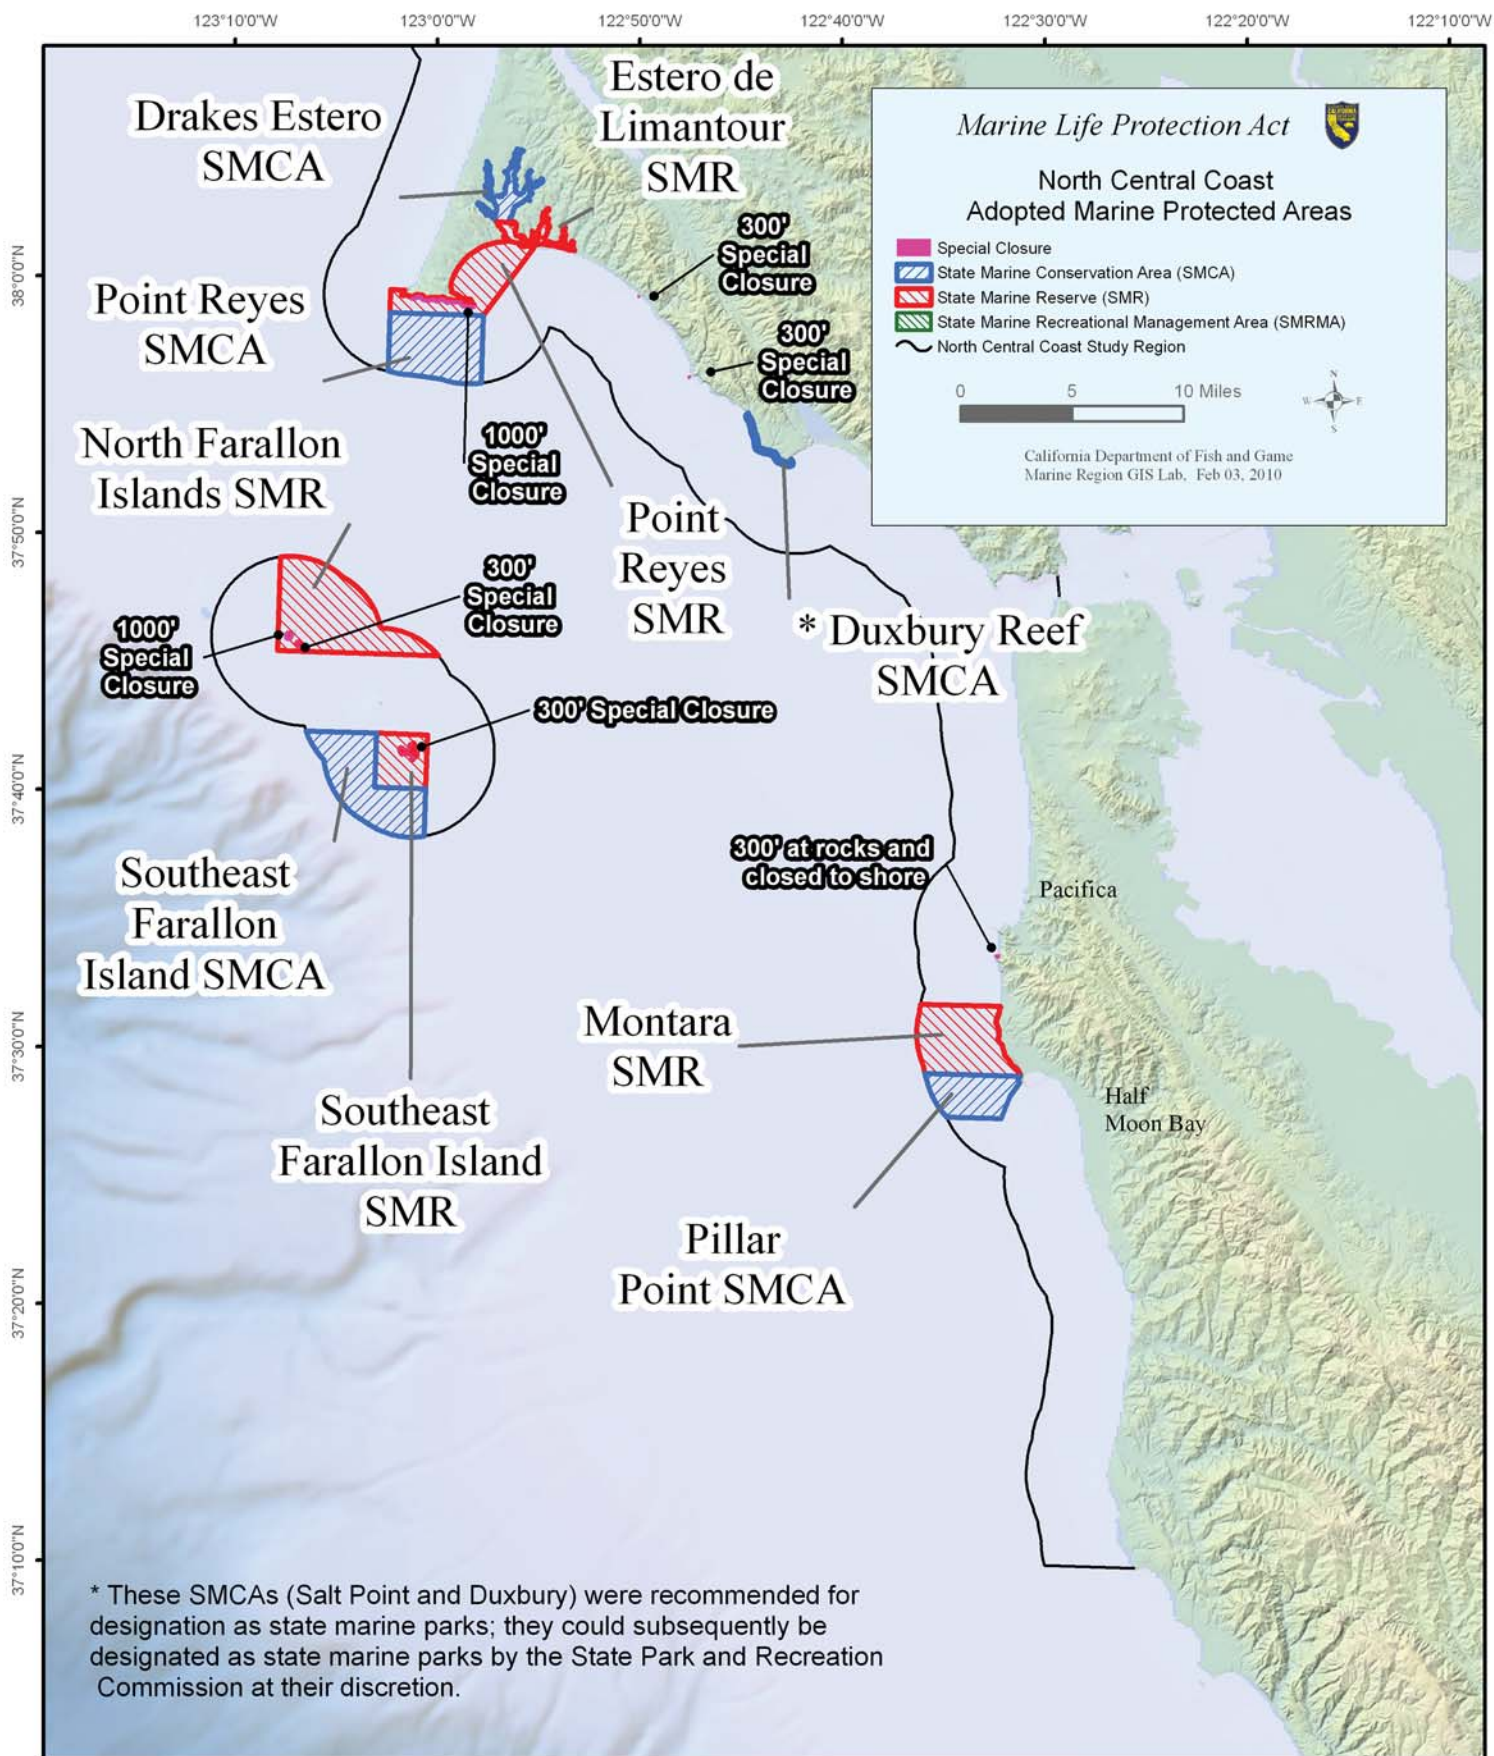 123°10'0"W
123°0'0"W
122°50'0"W
122°40'0"W
122°30'0"W
122°20'0"W
122°10'0"W
38°0'0"N
37°50'0"N
37°40'0"N
37°30'0"N
37°20'0"N
37°10'0"N
Drakes Estero
SMCA
Estero de
Limantour
SMR
Marine Life Protection Act
North Central Coast
Adopted Marine Protected Areas
Special Closure
State Marine Conservation Area (SMCA)
State Marine Reserve (SMR)
State Marine Recreational Management Area (SMRMA)
North Central Coast Study Region
0 5 10 Miles
N
W E
S
California Department of Fish and Game
Marine Region GIS Lab, Feb 03, 2010
300'
Special
Closure
Point Reyes
SMCA
300'
Special
Closure
1000'
Special
Closure
North Farallon
Islands SMR
Point
Reyes
SMR
300'
Special
Closure
1000'
Special
Closure
* Duxbury Reef
SMCA
300' Special Closure
300' at rocks and
closed to shore
Southeast
Farallon
Island SMCA
Pacifica
Montara
SMR
Half
Moon Bay
Southeast
Farallon Island
SMR
Pillar
Point SMCA
* These SMCAs (Salt Point and Duxbury) were recommended for
designation as state marine parks; they could subsequently be
designated as state marine parks by the State Park and Recreation
Commission at their discretion.